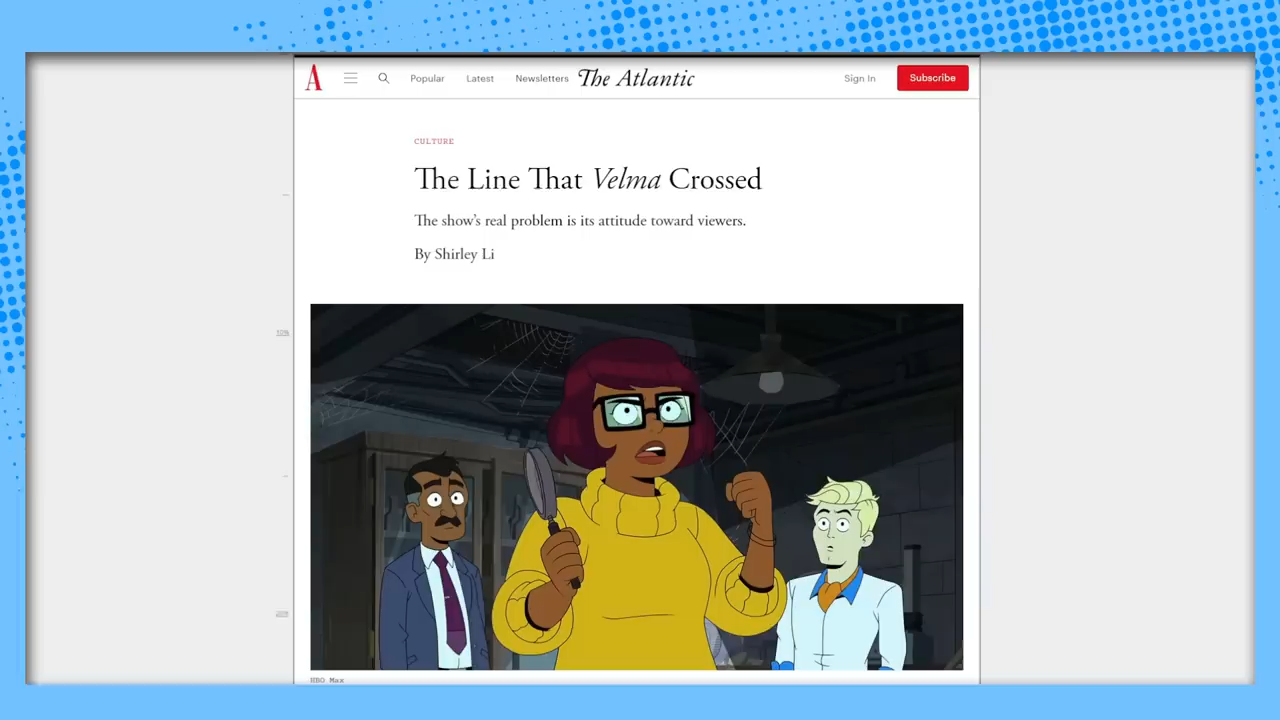 A
Popular
Latest
Newsletters
The Atlantic
Sign In
Subscribe
CULTURE
The Line That Velma Crossed
The show's real problem is its attitude toward viewers.
By Shirley Li
HBO Max